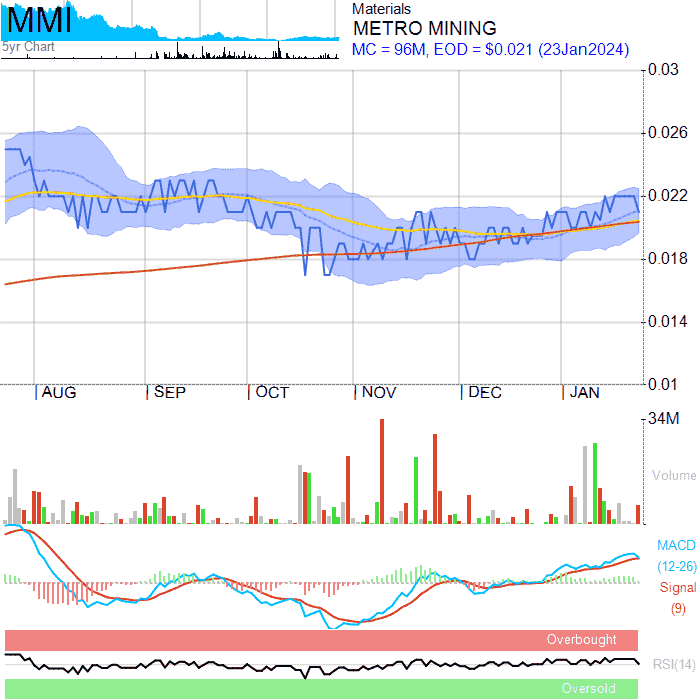 MMI
5yr Chart
Materials
METRO MINING
MC = 96M, EOD = $0.021 (23Jan2024)
0.03
0.026
0.022
0.018
0.014
0.01
AUG SEP OCT NOV DEC JAN
34M
Volume
MACD
(12-26)
Signal
(9)
Overbought
RSI(14)
Oversold